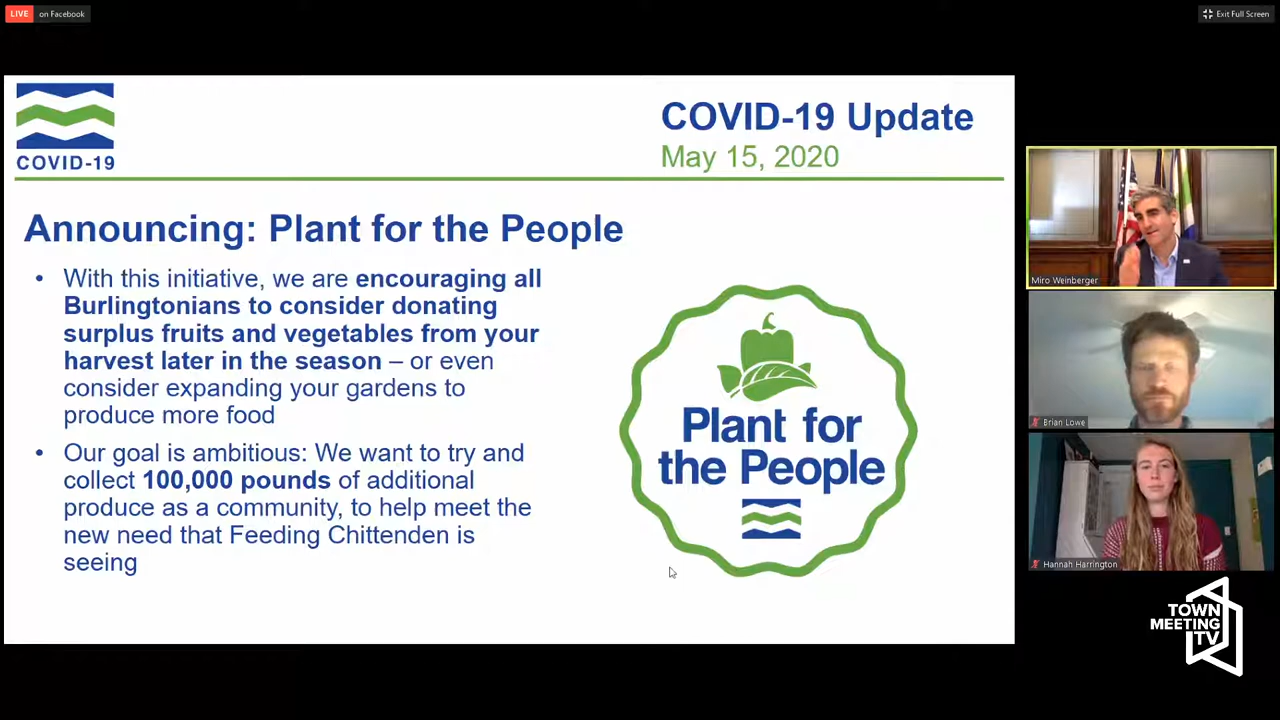 LIVE on Facebook
Exit Full Screen
COVID-19
COVID-19 Update
May 15, 2020
Announcing: Plant for the People
• With this initiative, we are encouraging all
Burlingtonians to consider donating
surplus fruits and vegetables from your
harvest later in the season – or even
consider expanding your gardens to
produce more food
• Our goal is ambitious: We want to try and
collect 100,000 pounds of additional
produce as a community, to help meet the
new need that Feeding Chittenden is
seeing
Plant for
the People
Miro Weinberger
Brian Lowe
Hannah Harrington
TOWN
MEETING
TV